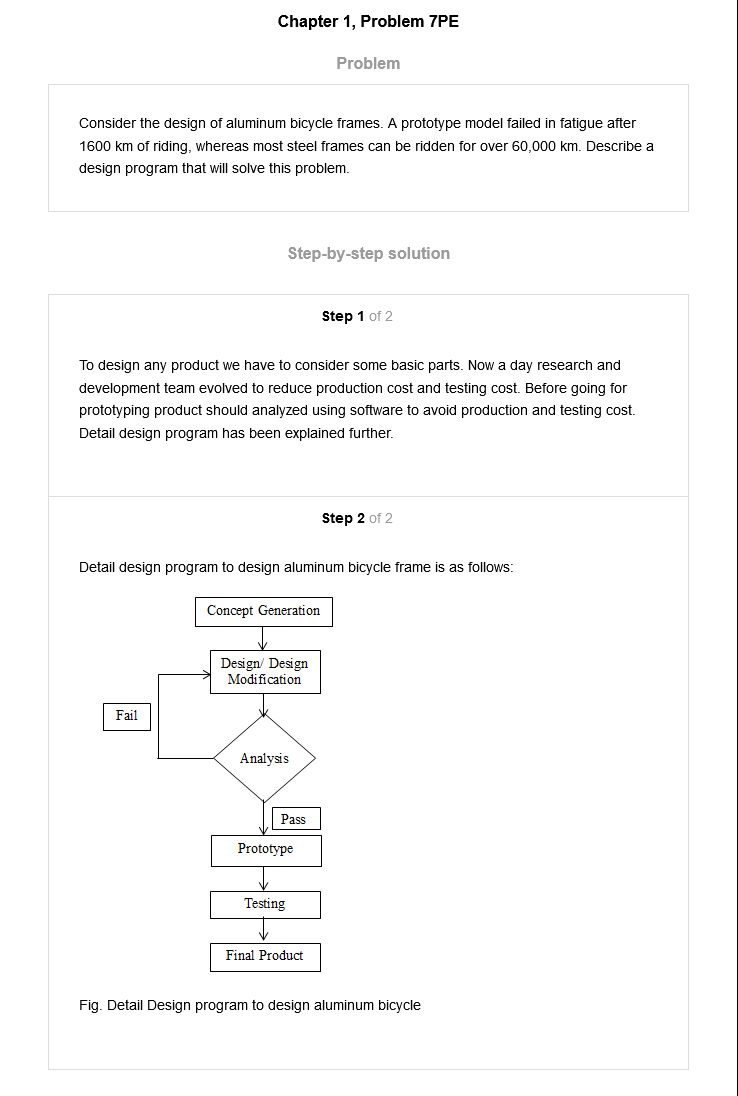 Chapter 1, Problem 7PE
Problem
Consider the design of aluminum bicycle frames. A prototype model failed in fatigue after
1600 km of riding, whereas most steel frames can be ridden for over 60,000 km. Describe a
design program that will solve this problem.
Step-by-step solution
Step 1 of 2
To design any product we have to consider some basic parts. Now a day research and
development team evolved to reduce production cost and testing cost. Before going for
prototyping product should analyzed using software to avoid production and testing cost.
Detail design program has been explained further.
Step 2 of 2
Detail design program to design aluminum bicycle frame is as follows:
Concept Generation
Design/ Design
Modification
Fail
Analysis
Pass
Prototype
Testing
Final Product
Fig. Detail Design program to design aluminum bicycle